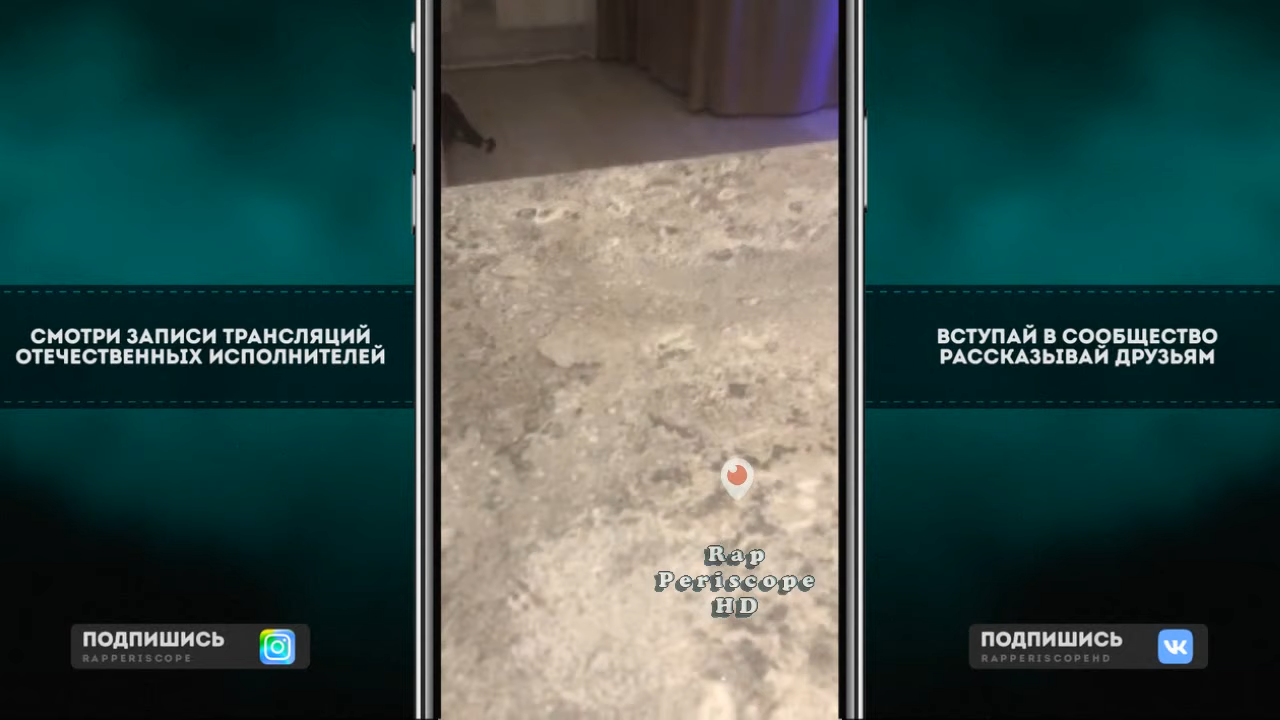 СМОТРИ ЗАПИСИ ТРАНСЛЯЦИЙ
ОТЕЧЕСТВЕННЫХ ИСПОЛНИТЕЛЕЙ
ВСТУПАЙ В СООБЩЕСТВО
РАССКАЗЫВАЙ ДРУЗЬЯМ
Rap
Periscope
HD
ПОДПИШИСЬ
RAPPERISCOPE
ПОДПИШИСЬ
RAPPERISCOPEHD